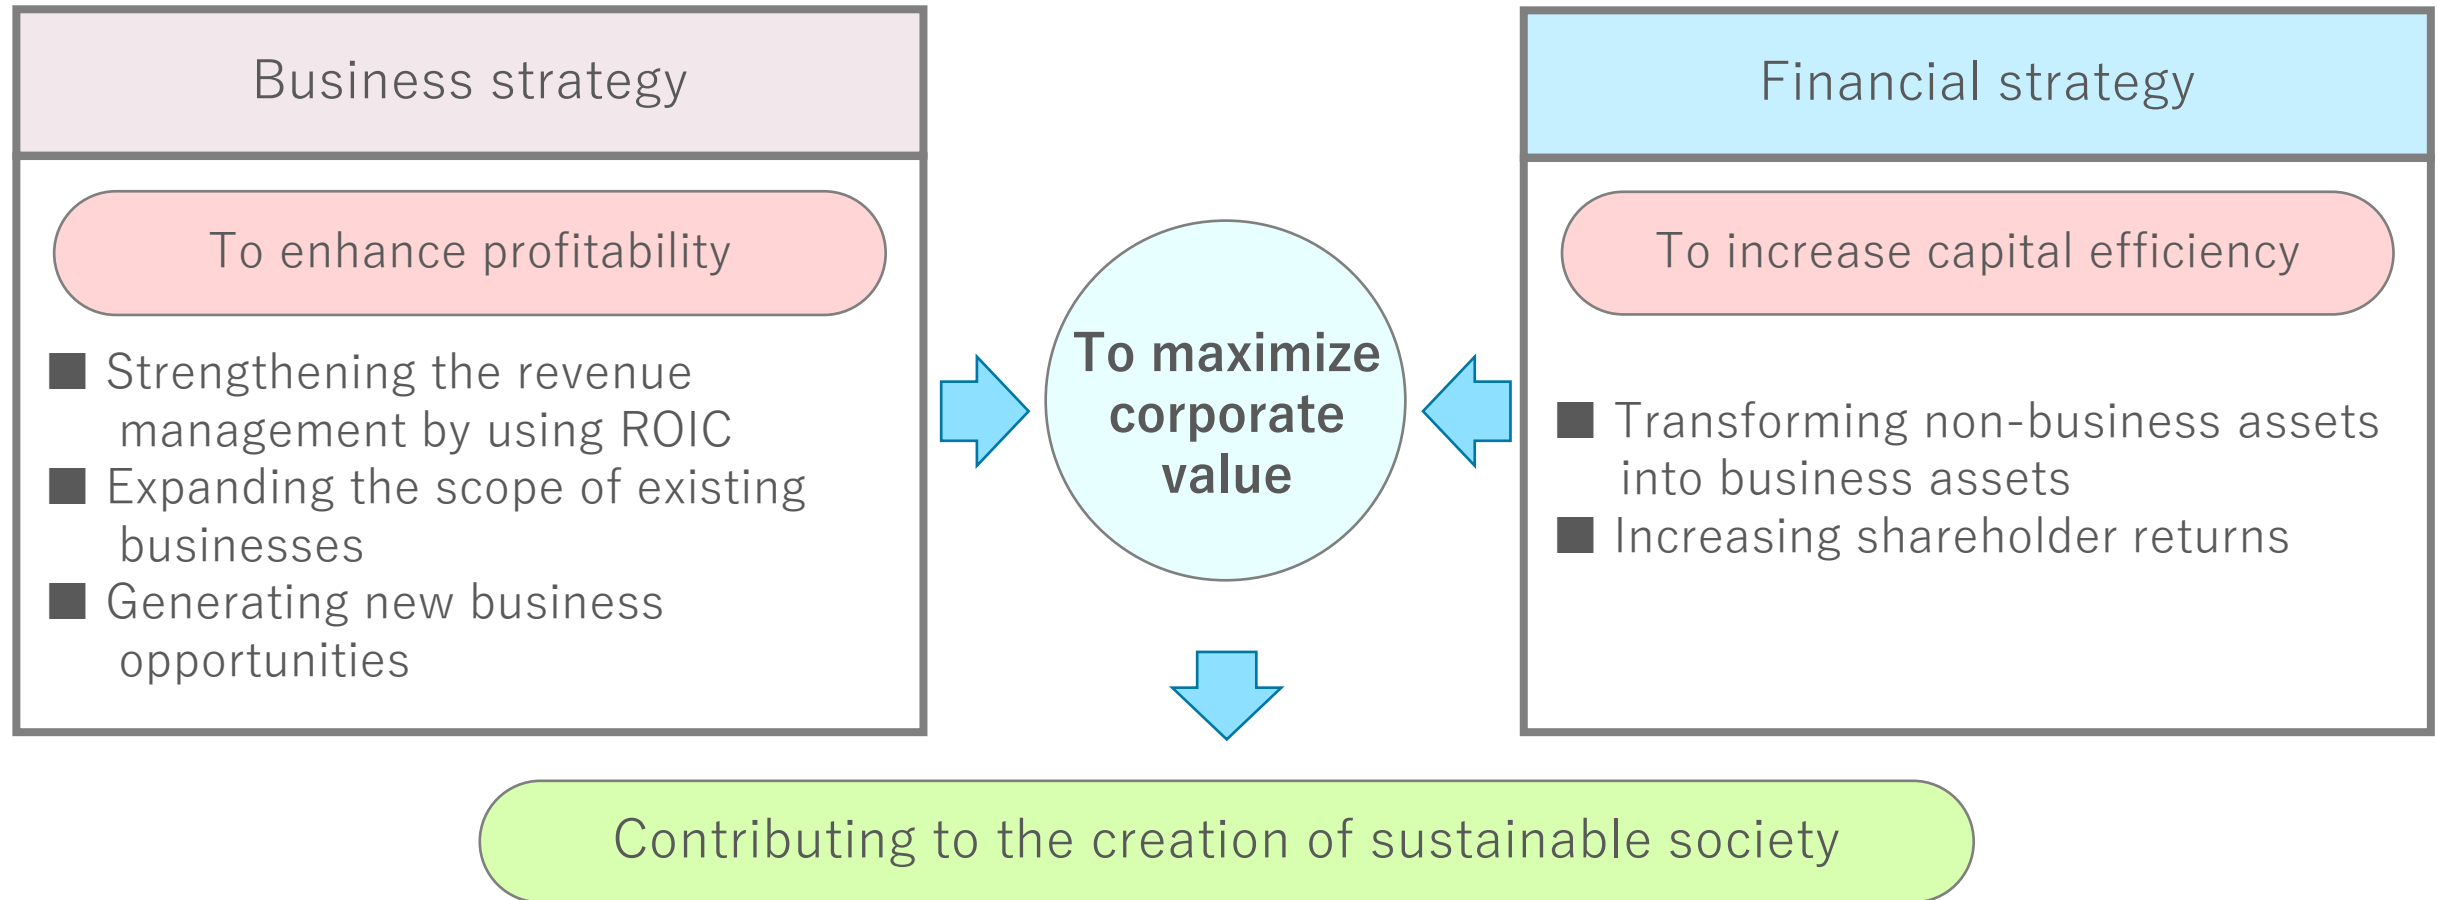 Business strategy
To enhance profitability
■ Strengthening the revenue
management by using ROIC
■ Expanding the scope of existing
businesses
■ Generating new business
opportunities
To maximize
corporate
value
Financial strategy
To increase capital efficiency
■ Transforming non-business assets
into business assets
■ Increasing shareholder returns
Contributing to the creation of sustainable society